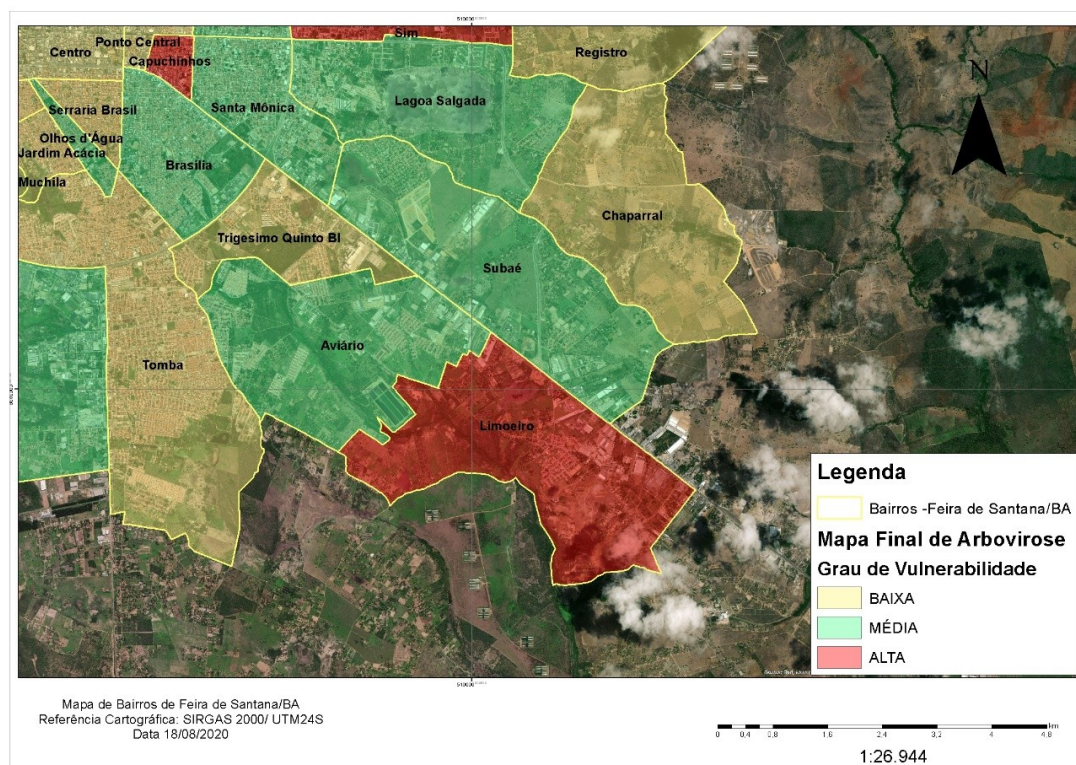 510000
Sim
Ponto Central
Centro
Capuchinhos
Registro
N
Serraria Brasil
Santa Mônica
Lagoa Salgada
Olhos d'Água
Jardim Acácia
Brasília
Muchila
Chaparral
Trigesimo Quinto BI
Subaé
Aviário
Tomba
Limoeiro
Legenda
Bairros -Feira de Santana/BA
Mapa Final de Arbovirose
Grau de Vulnerabilidade
BAIXA
MÉDIA
ALTA
510000
Mapa de Bairros de Feira de Santana/BA
Referência Cartográfica: SIRGAS 2000/ UTM24S
Data 18/08/2020
km
0 0,4 0,8 1,6 2,4 3,2 4 4,8
1:26.944